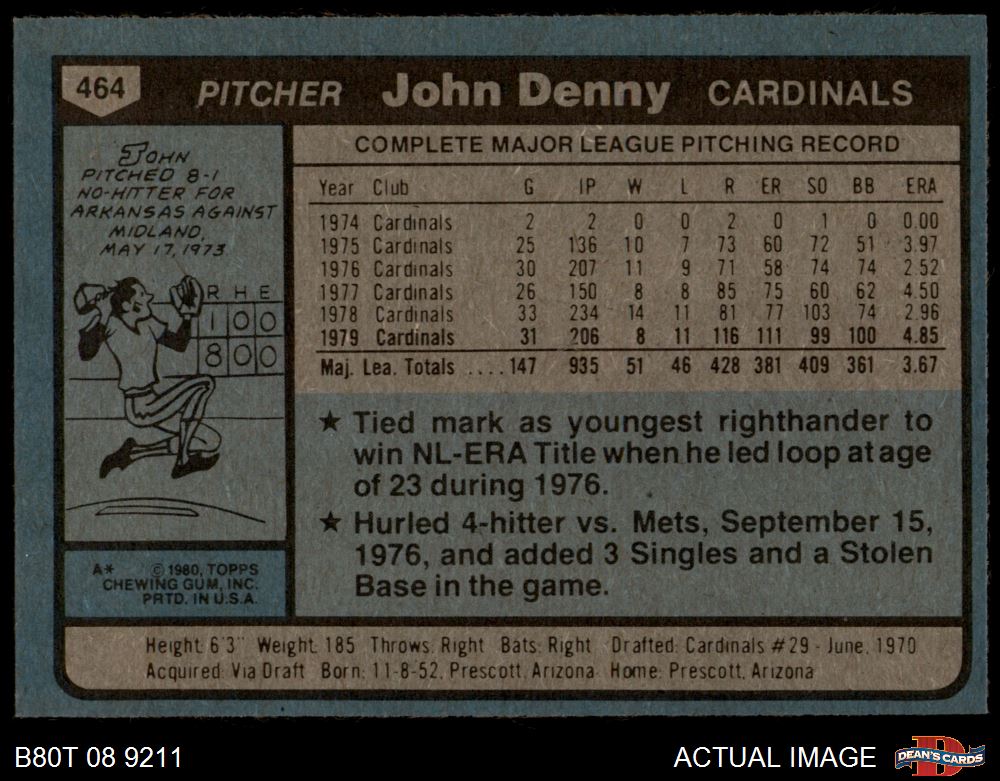 464 PITCHER John Denny CARDINALS
JOHN
PITCHED 8-1
NO-HITTER FOR
ARKANSAS AGAINST
MIDLAND,
MAY 17, 1973
R H E
1 0 0
8 0 0
A* © 1980, TOPPS
CHEWING GUM, INC.
PRTD. IN U.S.A.
COMPLETE MAJOR LEAGUE PITCHING RECORD
Year Club G IP W L R ER SO BB ERA
1974 Cardinals 2 2 0 0 2 0 1 0 0.00
1975 Cardinals 25 136 10 7 73 60 72 51 3.97
1976 Cardinals 30 207 11 9 71 58 74 74 2.52
1977 Cardinals 26 150 8 8 85 75 60 62 4.50
1978 Cardinals 33 234 14 11 81 77 103 74 2.96
1979 Cardinals 31 206 8 11 116 111 99 100 4.85
Maj. Lea. Totals ....147 935 51 46 428 381 409 361 3.67
★ Tied mark as youngest righthander to
win NL-ERA Title when he led loop at age
of 23 during 1976.
★ Hurled 4-hitter vs. Mets, September 15,
1976, and added 3 Singles and a Stolen
Base in the game.
Height: 6'3" Weight: 185 Throws: Right Bats: Right Drafted: Cardinals #29 - June, 1970
Acquired: Via Draft Born: 11-8-52, Prescott, Arizona Home: Prescott, Arizona
B80T 08 9211
ACTUAL IMAGE
D
DEAN'S CARDS